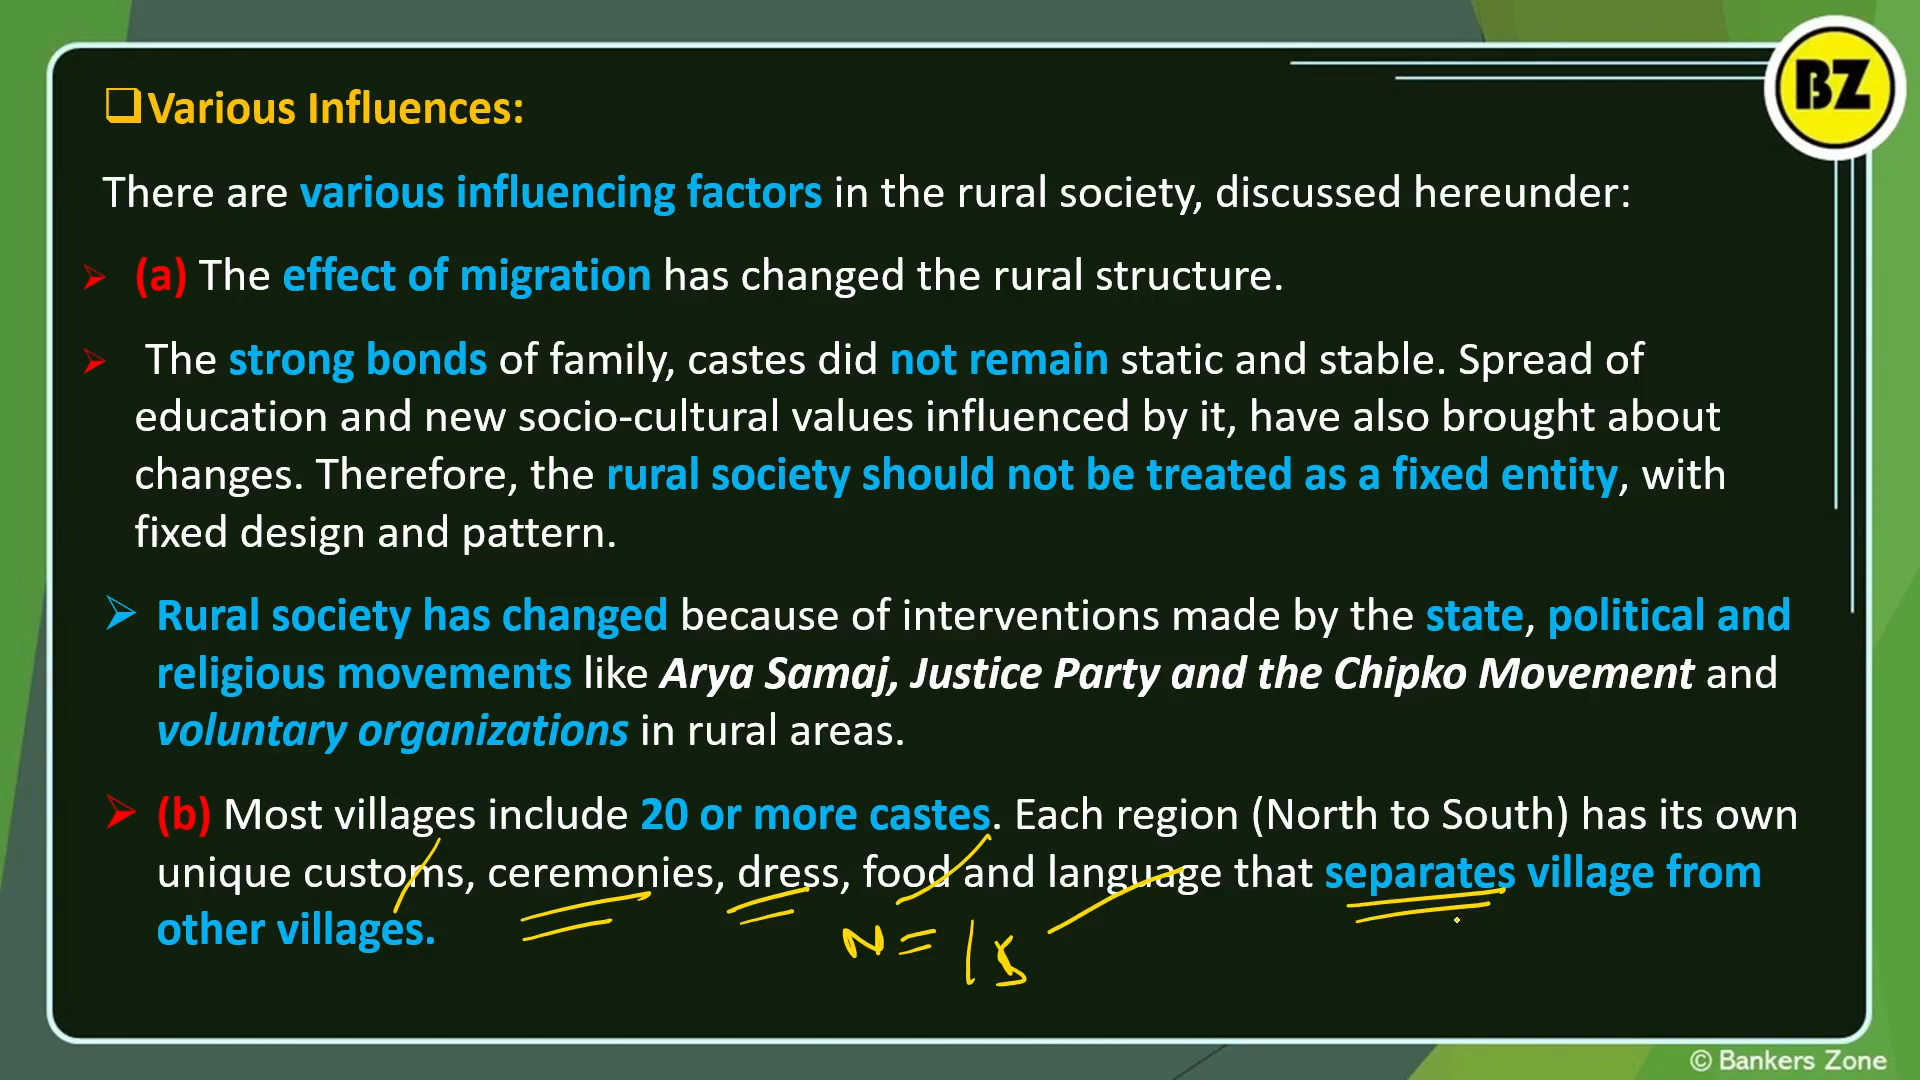 BZ
Various Influences:
There are various influencing factors in the rural society, discussed hereunder:
(a) The effect of migration has changed the rural structure.
The strong bonds of family, castes did not remain static and stable. Spread of
education and new socio-cultural values influenced by it, have also brought about
changes. Therefore, the rural society should not be treated as a fixed entity, with
fixed design and pattern.
Rural society has changed because of interventions made by the state, political and
religious movements like Arya Samaj, Justice Party and the Chipko Movement and
voluntary organizations in rural areas.
(b) Most villages include 20 or more castes. Each region (North to South) has its own
unique customs, ceremonies, dress, food and language that separates village from
other villages.
N =
© Bankers Zone